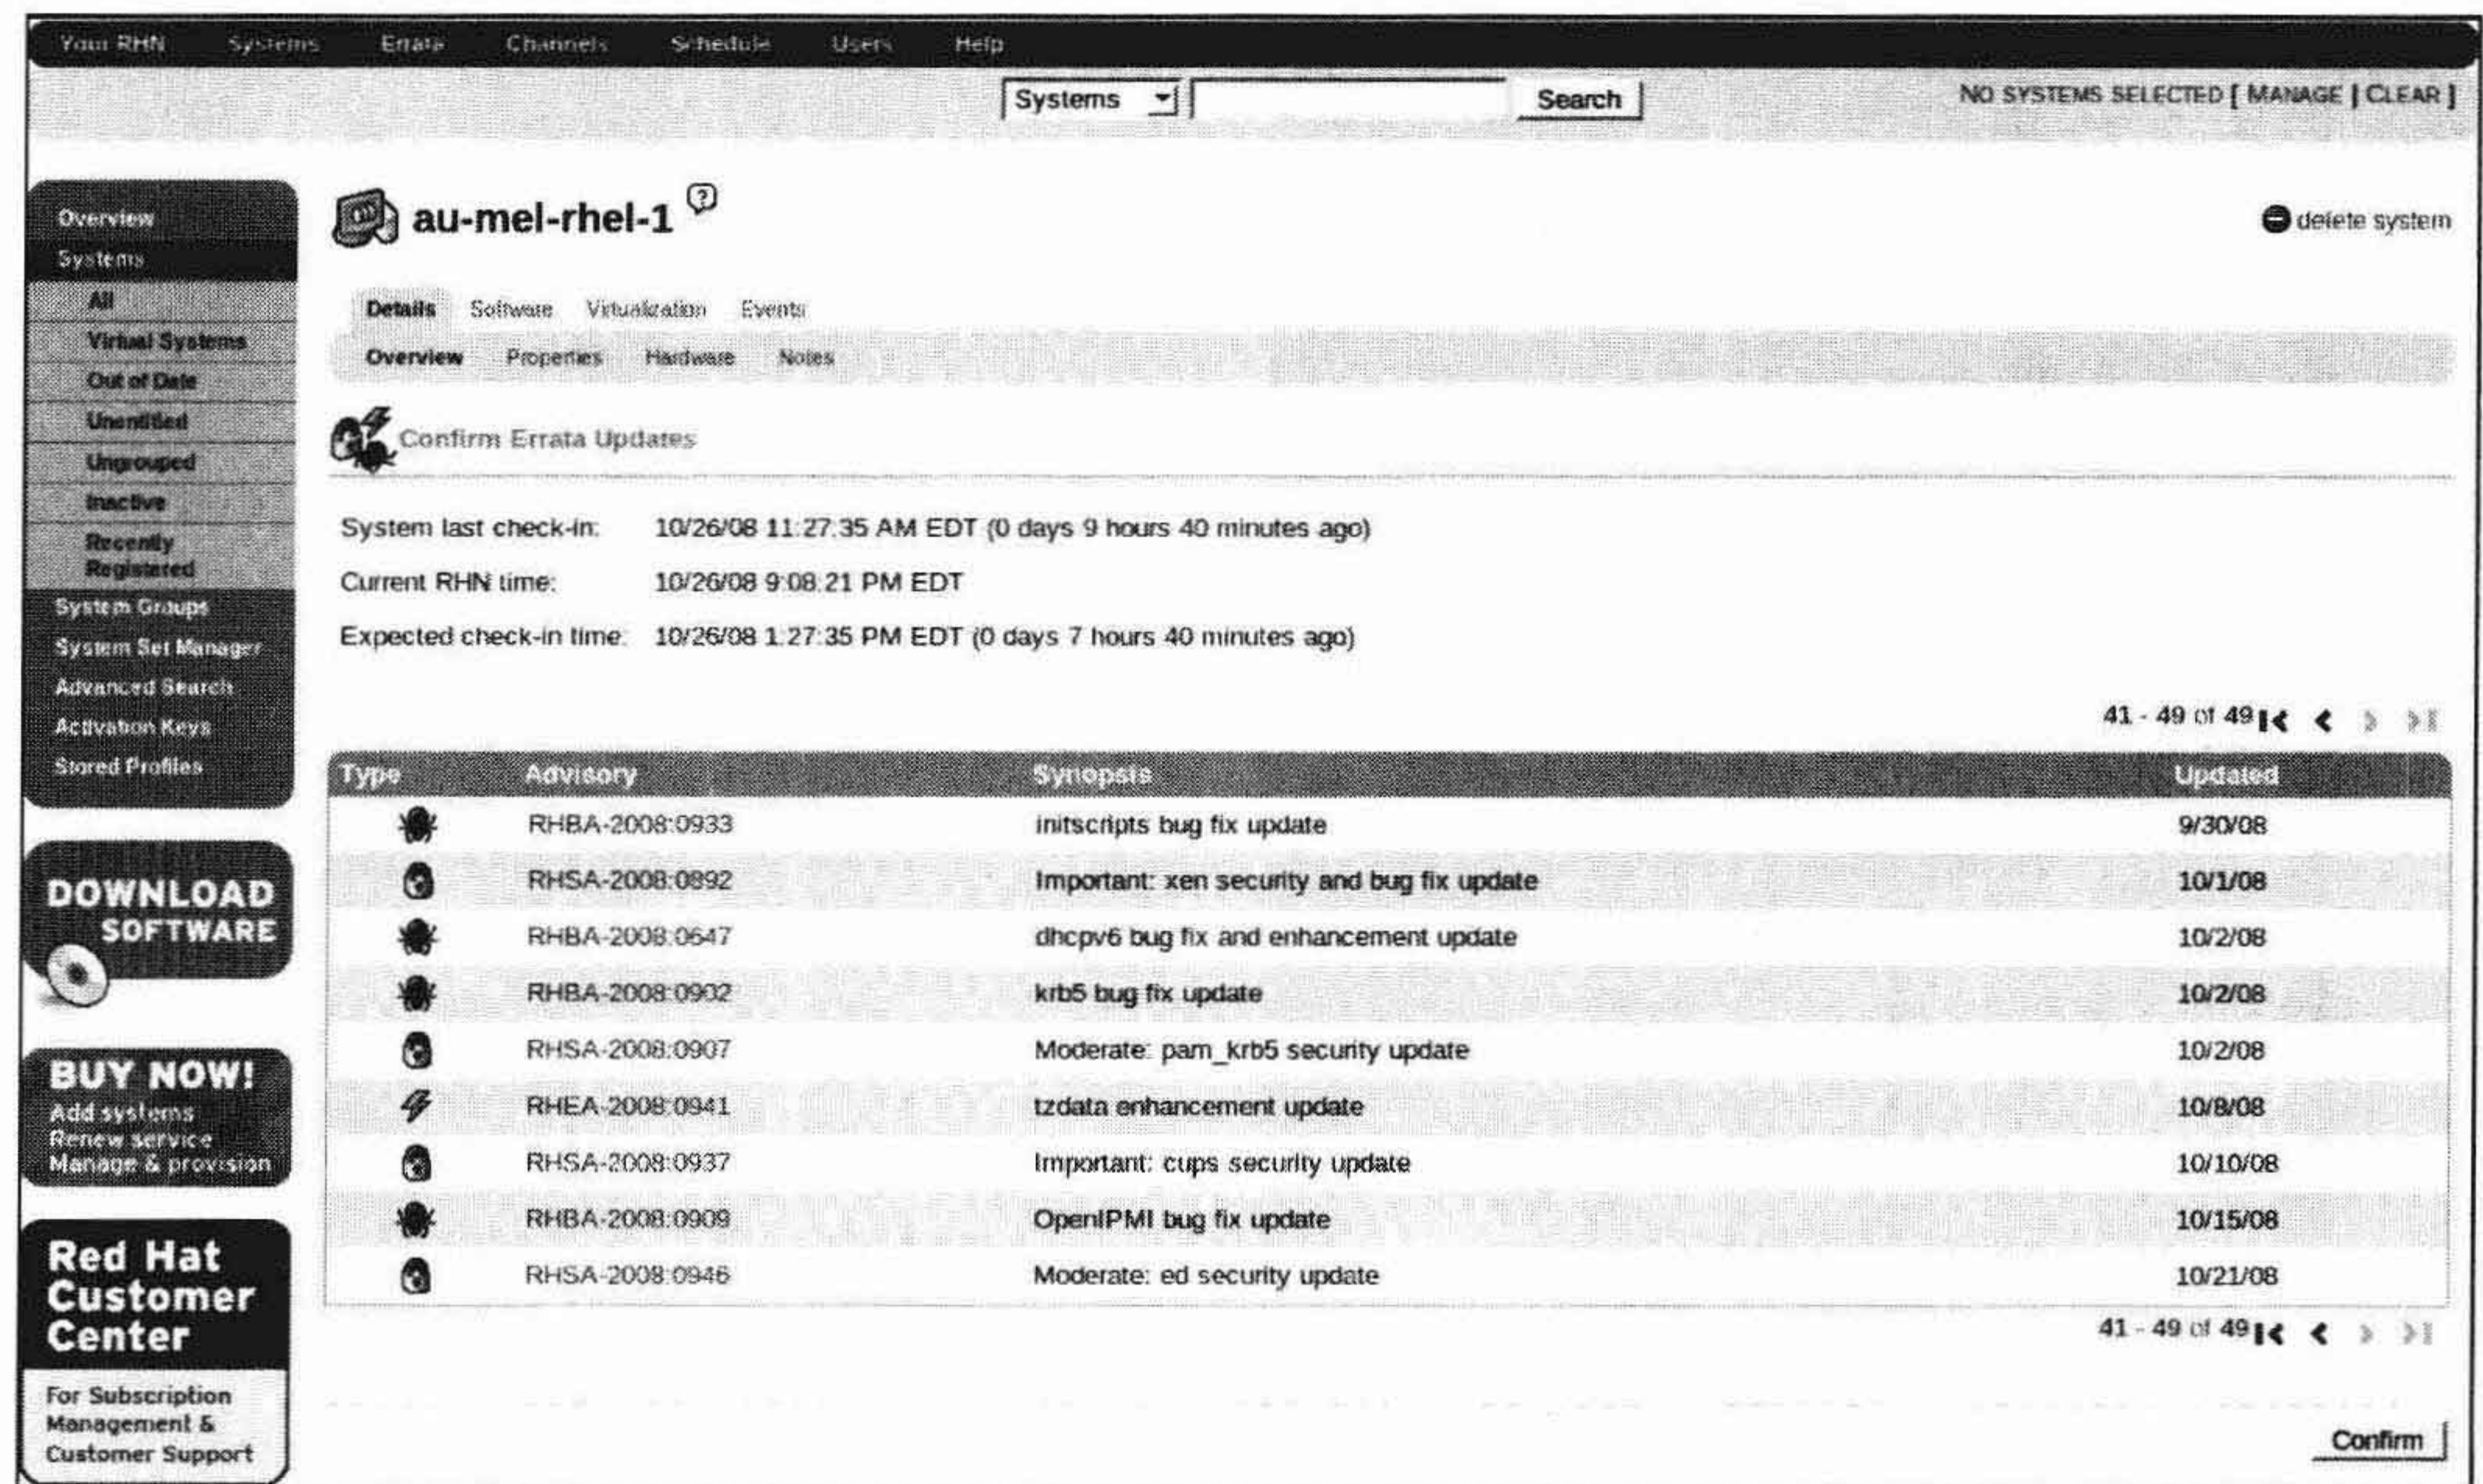 Your RHN Systems Errata Channels Schedule Users Help
Systems Search NO SYSTEMS SELECTED [ MANAGE | CLEAR ]
Overview
Systems
All
Virtual Systems
Out of Date
Unentitled
Ungrouped
Inactive
Recently
Registered
System Groups
System Set Manager
Advanced Search
Activation Keys
Stored Profiles
DOWNLOAD
SOFTWARE
BUY NOW!
Add systems
Renew service
Manage & provision
Red Hat
Customer
Center
For Subscription
Management &
Customer Support
au-mel-rhel-1 ? delete system
Details Software Virtualization Events
Overview Properties Hardware Notes
Confirm Errata Updates
System last check-in: 10/26/08 11:27:35 AM EDT (0 days 9 hours 40 minutes ago)
Current RHN time: 10/26/08 9:08:21 PM EDT
Expected check-in time: 10/26/08 1:27:35 PM EDT (0 days 7 hours 40 minutes ago)
41 - 49 of 49
Type Advisory Synopsis Updated
RHBA-2008:0933 initscripts bug fix update 9/30/08
RHSA-2008:0892 Important: xen security and bug fix update 10/1/08
RHBA-2008:0647 dhcpv6 bug fix and enhancement update 10/2/08
RHBA-2008:0902 krb5 bug fix update 10/2/08
RHSA-2008:0907 Moderate: pam_krb5 security update 10/2/08
RHEA-2008:0941 tzdata enhancement update 10/8/08
RHSA-2008:0937 Important: cups security update 10/10/08
RHBA-2008:0909 OpenIPMI bug fix update 10/15/08
RHSA-2008:0946 Moderate: ed security update 10/21/08
41 - 49 of 49
Confirm